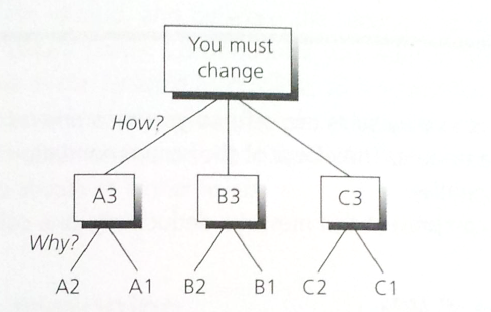 You must
change
How?
A3 B3 C3
Why?
A2 A1 B2 B1 C2 C1